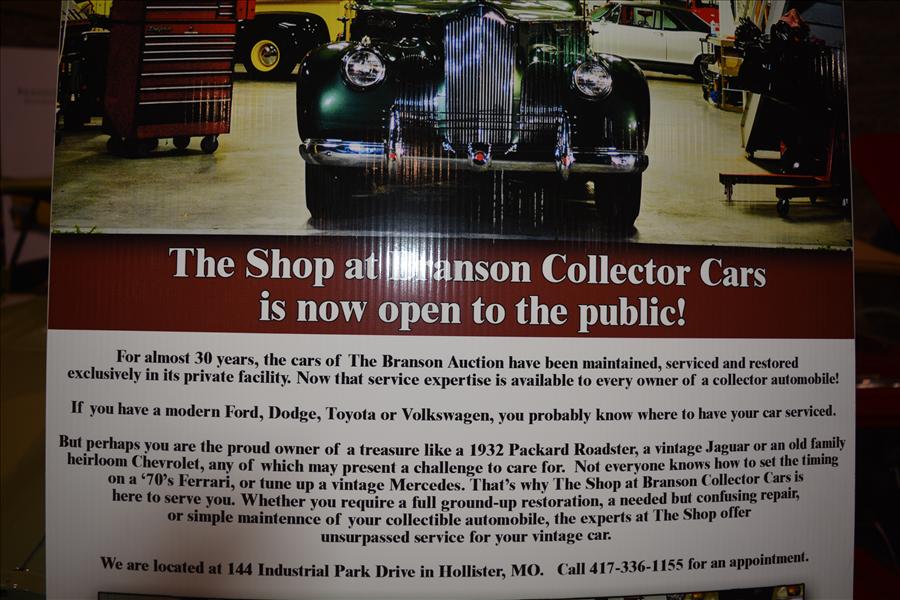 The Shop at Branson Collector Cars
is now open to the public!
For almost 30 years, the cars of The Branson Auction have been maintained, serviced and restored
exclusively in its private facility. Now that service expertise is available to every owner of a collector automobile!
If you have a modern Ford, Dodge, Toyota or Volkswagen, you probably know where to have your car serviced.
But perhaps you are the proud owner of a treasure like a 1932 Packard Roadster, a vintage Jaguar or an old family
heirloom Chevrolet, any of which may present a challenge to care for. Not everyone knows how to set the timing
on a ‘70’s Ferrari, or tune up a vintage Mercedes. That’s why The Shop at Branson Collector Cars is
here to serve you. Whether you require a full ground-up restoration, a needed but confusing repair,
or simple maintennce of your collectible automobile, the experts at The Shop offer
unsurpassed service for your vintage car.
We are located at 144 Industrial Park Drive in Hollister, MO. Call 417-336-1155 for an appointment.